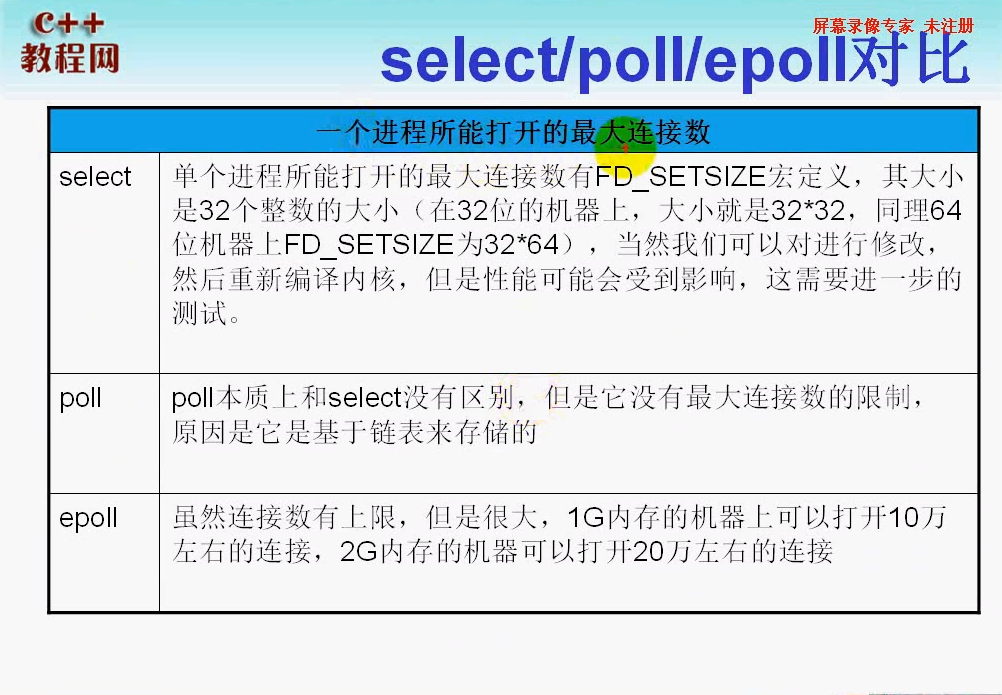 C++
教程网
屏幕录像专家 未注册
select/poll/epoll对比
一个进程所能打开的最大连接数
select
单个进程所能打开的最大连接数有FD_SETSIZE宏定义，其大小
是32个整数的大小（在32位的机器上，大小就是32*32，同理64
位机器上FD_SETSIZE为32*64），当然我们可以对进行修改，
然后重新编译内核，但是性能可能会受到影响，这需要进一步的
测试。
poll
poll本质上和select没有区别，但是它没有最大连接数的限制，
原因是它是基于链表来存储的
epoll
虽然连接数有上限，但是很大，1G内存的机器上可以打开10万
左右的连接，2G内存的机器可以打开20万左右的连接